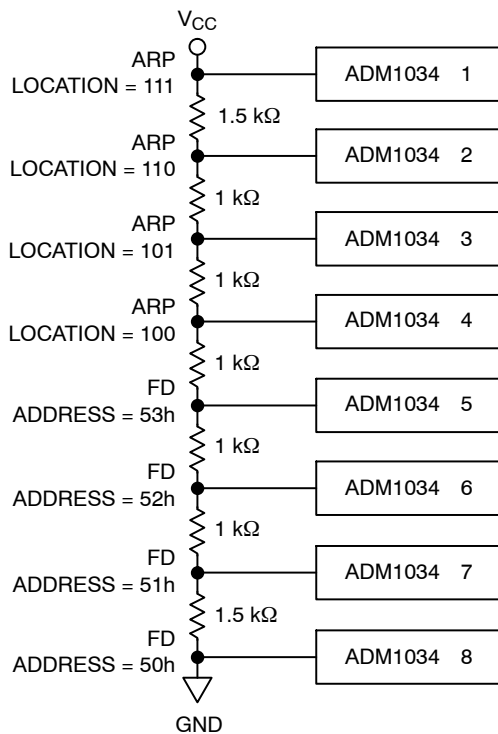 VCC
ARP
LOCATION = 111
ADM1034 1
1.5 kΩ
ARP
LOCATION = 110
ADM1034 2
1 kΩ
ARP
LOCATION = 101
ADM1034 3
1 kΩ
ARP
LOCATION = 100
ADM1034 4
1 kΩ
FD
ADDRESS = 53h
ADM1034 5
1 kΩ
FD
ADDRESS = 52h
ADM1034 6
1 kΩ
FD
ADDRESS = 51h
ADM1034 7
1.5 kΩ
FD
ADDRESS = 50h
ADM1034 8
GND